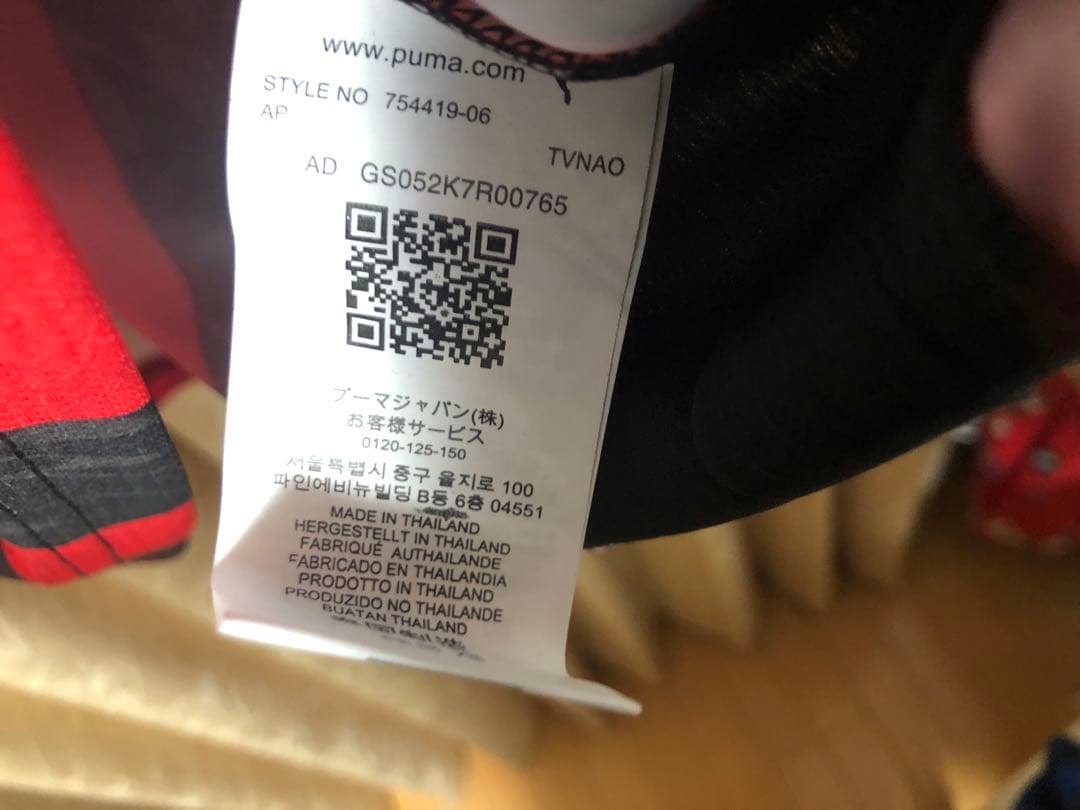 www.puma.com
STYLE NO 754419-06
AP
TVNAO
AD GS052K7R00765
プーマジャパン(株)
お客様サービス
0120-125-150
서울특별시 중구 을지로 100
파인에비뉴빌딩 B동 6층 04551
MADE IN THAILAND
HERGESTELLT IN THAILAND
FABRIQUÉ AUTHAILANDE
FABRICADO EN THAILANDIA
PRODOTTO IN THAILAND
PRODUZIDO NO THAILANDE
BUATAN THAILAND